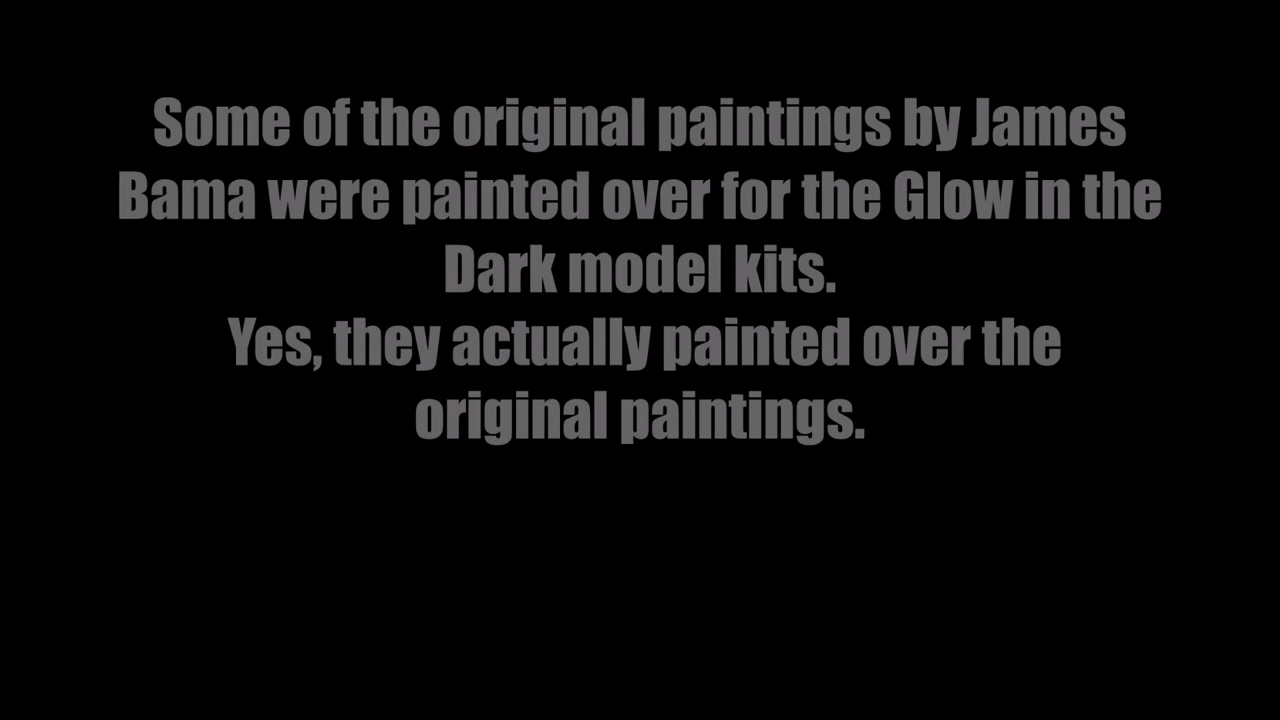 Some of the original paintings by James
Bama were painted over for the Glow in the
Dark model kits.
Yes, they actually painted over the
original paintings.